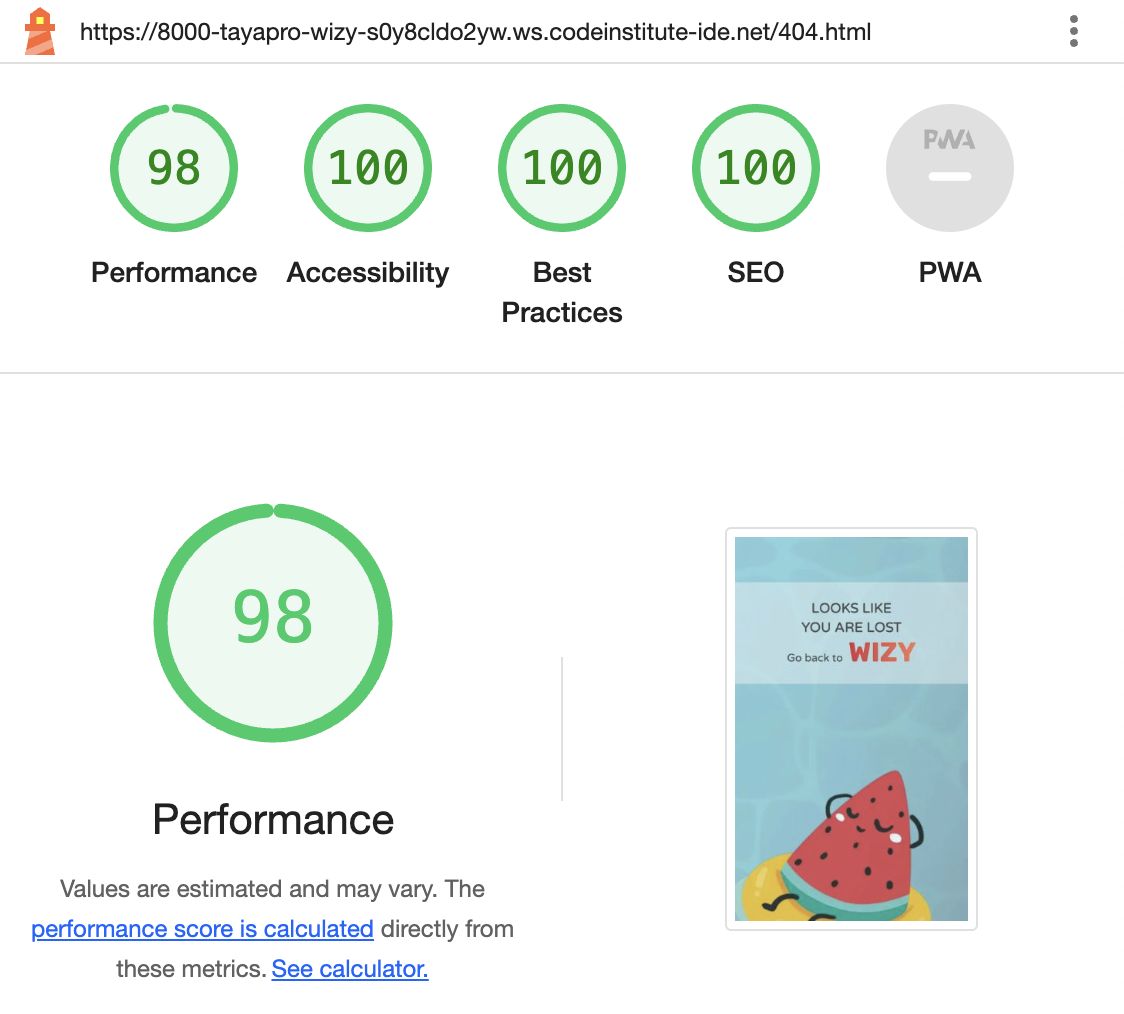 https://8000-tayapro-wizy-s0y8cldo2yw.ws.codeinstitute-ide.net/404.html
98
100
100
100
PWA
Performance
Accessibility
Best
Practices
SEO
PWA
98
Performance
Values are estimated and may vary. The
performance score is calculated directly from
these metrics. See calculator.
LOOKS LIKE
YOU ARE LOST
Go back to WIZY